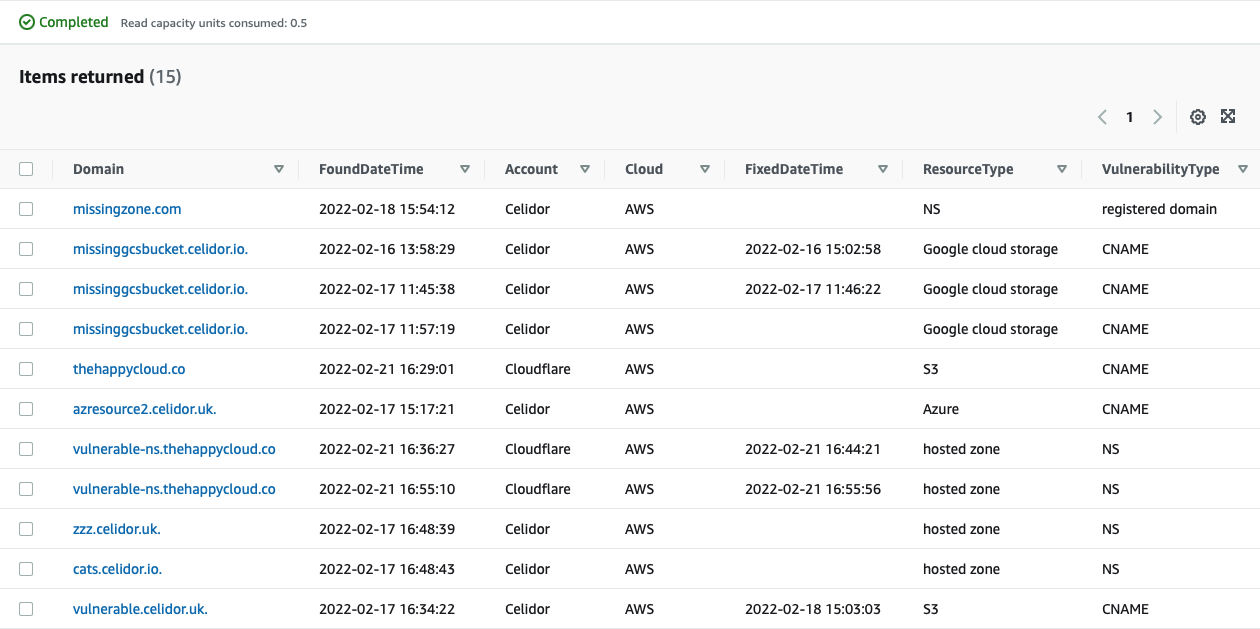 Completed Read capacity units consumed: 0.5
Items returned (15)
1
Domain FoundDateTime Account Cloud FixedDateTime ResourceType VulnerabilityType
missingzone.com 2022-02-18 15:54:12 Celidor AWS NS registered domain
missinggcsbucket.celidor.io. 2022-02-16 13:58:29 Celidor AWS 2022-02-16 15:02:58 Google cloud storage CNAME
missinggcsbucket.celidor.io. 2022-02-17 11:45:38 Celidor AWS 2022-02-17 11:46:22 Google cloud storage CNAME
missinggcsbucket.celidor.io. 2022-02-17 11:57:19 Celidor AWS Google cloud storage CNAME
thehappycloud.co 2022-02-21 16:29:01 Cloudflare AWS S3 CNAME
azresource2.celidor.uk. 2022-02-17 15:17:21 Celidor AWS Azure CNAME
vulnerable-ns.thehappycloud.co 2022-02-21 16:36:27 Cloudflare AWS 2022-02-21 16:44:21 hosted zone NS
vulnerable-ns.thehappycloud.co 2022-02-21 16:55:10 Cloudflare AWS 2022-02-21 16:55:56 hosted zone NS
zzz.celidor.uk. 2022-02-17 16:48:39 Celidor AWS hosted zone NS
cats.celidor.io. 2022-02-17 16:48:43 Celidor AWS hosted zone NS
vulnerable.celidor.uk. 2022-02-17 16:34:22 Celidor AWS 2022-02-18 15:03:03 S3 CNAME